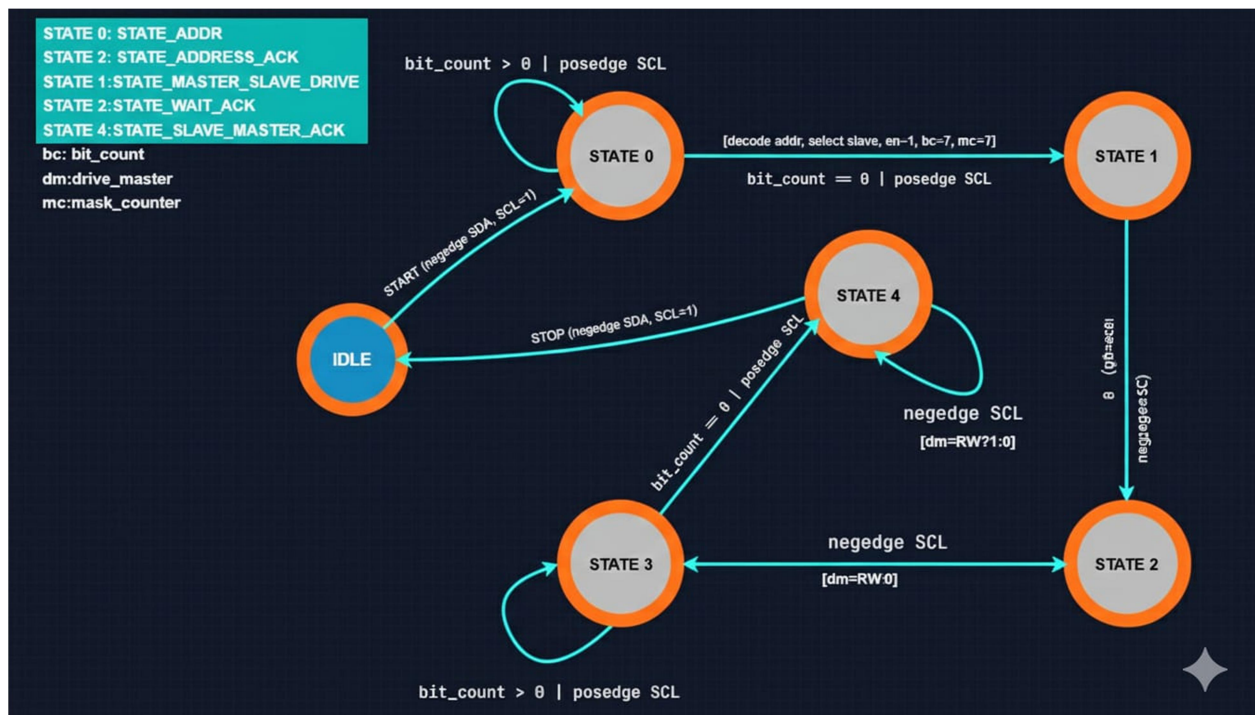 STATE 0: STATE_ADDR
STATE 2: STATE_ADDRESS_ACK
STATE 1:STATE_MASTER_SLAVE_DRIVE
STATE 2:STATE_WAIT_ACK
STATE 4:STATE_SLAVE_MASTER_ACK
bc: bit_count
dm:drive_master
mc:mask_counter
bit_count > 0 | posedge SCL
STATE 0
[decode addr, select slave, en-1, bc=7, mc=7]
bit_count == 0 | posedge SCL
STATE 1
START (negedge SDA, SCL=1)
STATE 4
STOP (negedge SDA, SCL=1)
IDLE
negedge SCL
[dm=RW?1:0]
bit_count == 0 | posedge SCL
STATE 3
negedge SCL
[dm=RW:0]
STATE 2
bit_count > 0 | posedge SCL